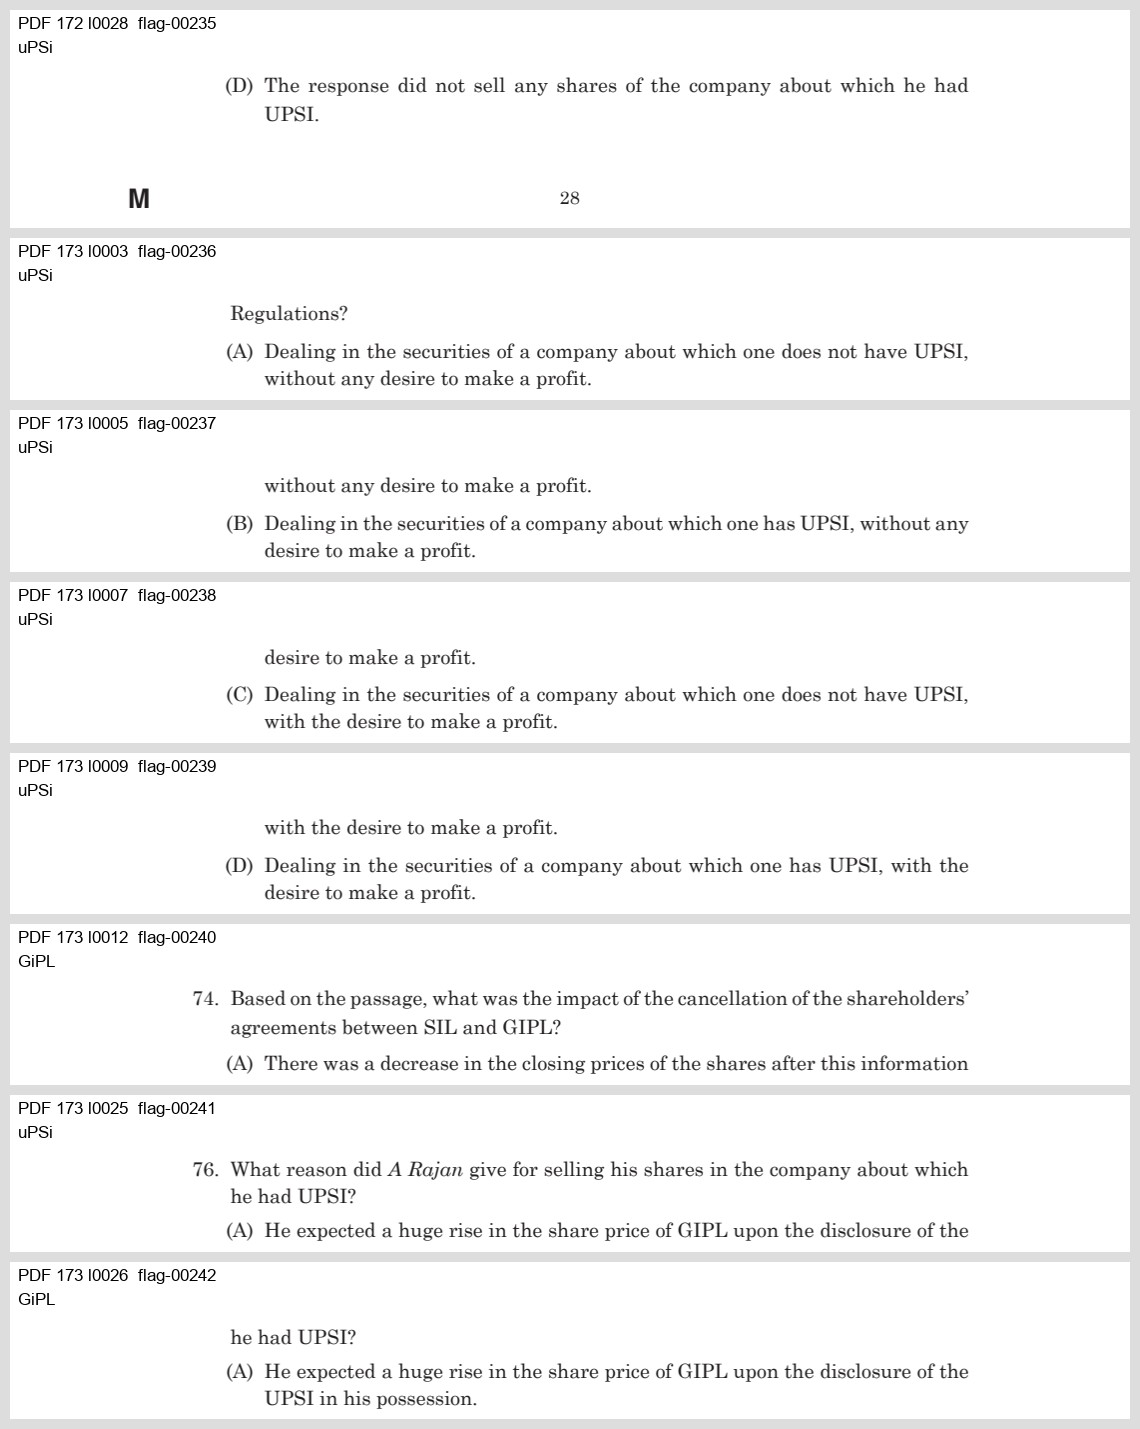 PDF 172 l0028 flag-00235
uPSi
(D) The response did not sell any shares of the company about which he had
UPSI.
M 28
PDF 173 l0003 flag-00236
uPSi
Regulations?
(A) Dealing in the securities of a company about which one does not have UPSI,
without any desire to make a profit.
PDF 173 l0005 flag-00237
uPSi
without any desire to make a profit.
(B) Dealing in the securities of a company about which one has UPSI, without any
desire to make a profit.
PDF 173 l0007 flag-00238
uPSi
desire to make a profit.
(C) Dealing in the securities of a company about which one does not have UPSI,
with the desire to make a profit.
PDF 173 l0009 flag-00239
uPSi
with the desire to make a profit.
(D) Dealing in the securities of a company about which one has UPSI, with the
desire to make a profit.
PDF 173 l0012 flag-00240
GiPL
74. Based on the passage, what was the impact of the cancellation of the shareholders’
agreements between SIL and GIPL?
(A) There was a decrease in the closing prices of the shares after this information
PDF 173 l0025 flag-00241
uPSi
76. What reason did A Rajan give for selling his shares in the company about which
he had UPSI?
(A) He expected a huge rise in the share price of GIPL upon the disclosure of the
PDF 173 l0026 flag-00242
GiPL
he had UPSI?
(A) He expected a huge rise in the share price of GIPL upon the disclosure of the
UPSI in his possession.